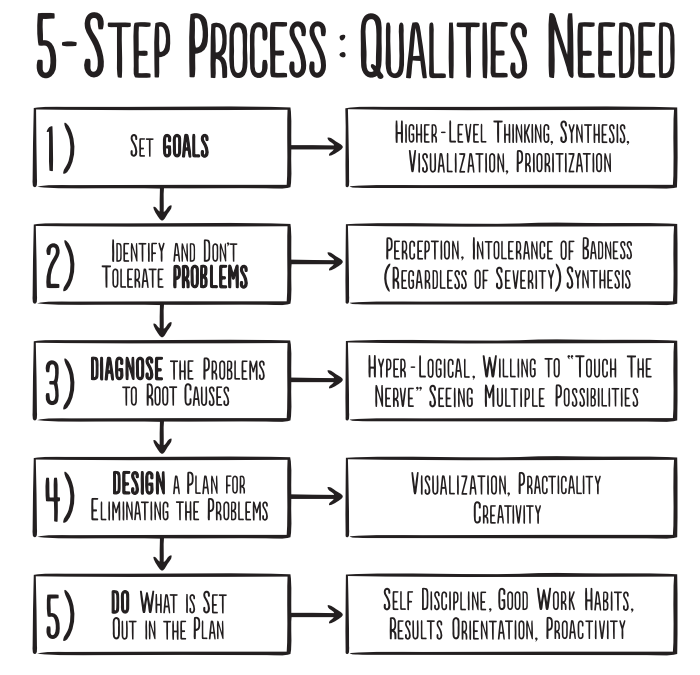 5-Step Process: Qualities Needed
1) Set GOALS
Higher-Level Thinking, Synthesis,
Visualization, Prioritization
2) Identify and Don't
Tolerate PROBLEMS
Perception, Intolerance of Badness
(Regardless of Severity) Synthesis
3) DIAGNOSE the Problems
to Root Causes
Hyper-Logical, Willing to "Touch The
Nerve" Seeing Multiple Possibilities
4) DESIGN a Plan for
Eliminating the Problems
Visualization, Practicality
Creativity
5) DO What is Set
Out in the Plan
Self Discipline, Good Work Habits,
Results Orientation, Proactivity